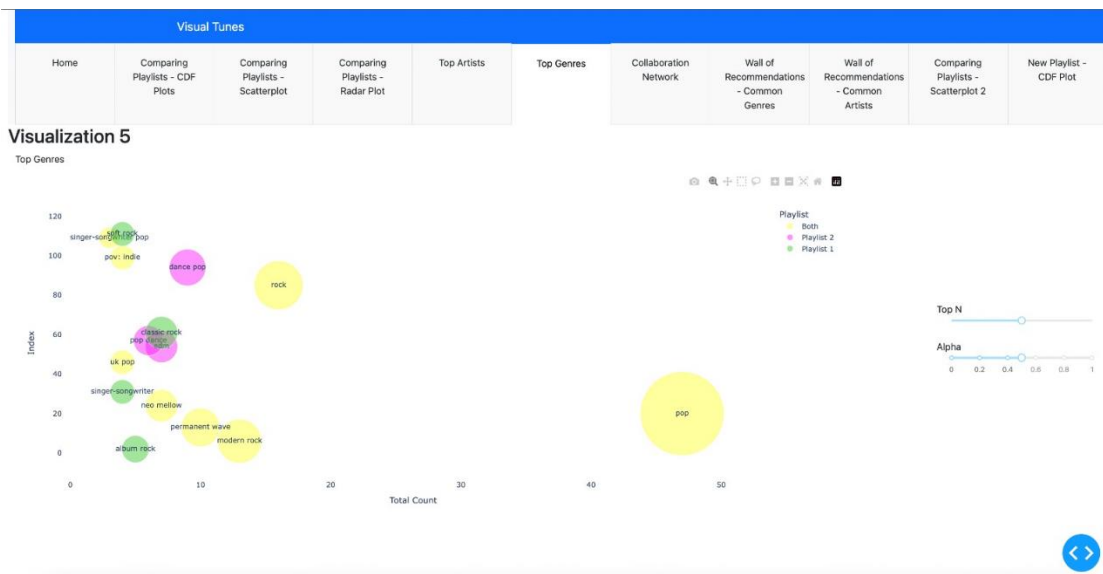 Visual Tunes
Home
Comparing
Playlists - CDF
Plots
Comparing
Playlists -
Scatterplot
Comparing
Playlists -
Radar Plot
Top Artists
Top Genres
Collaboration
Network
Wall of
Recommendations
- Common
Genres
Wall of
Recommendations
- Common
Artists
Comparing
Playlists -
Scatterplot 2
New Playlist -
CDF Plot
Visualization 5
Top Genres
Playlist
Both
Playlist 2
Playlist 1
120
100
80
60
40
20
0
Index
soft rock
singer-songwriter pop
pov: indie
dance pop
rock
classic rock
pop dance
edm
uk pop
singer-songwriter
neo mellow
pop
permanent wave
modern rock
album rock
0 10 20 30 40 50
Total Count
Top N
Alpha
0 0.2 0.4 0.6 0.8 1